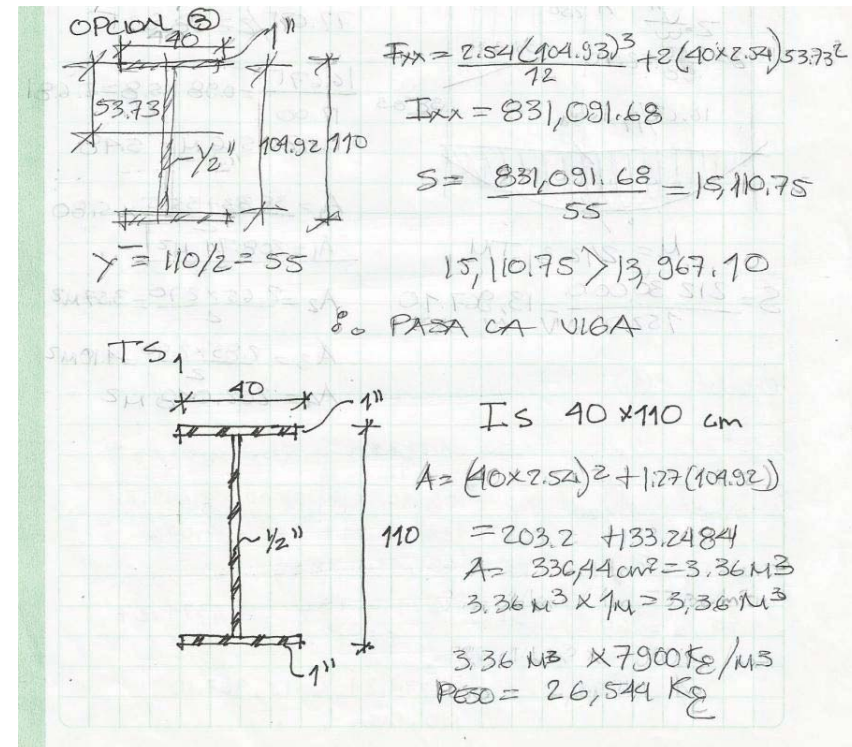 OPCION ③
40
1"
53.73
1/2"
104.92
110
Ixx = 2.54(104.93)³/12 + 2(40×2.54)53.73²
Ixx = 831,091.68
S = 831,091.68/55 = 15,110.75
ȳ = 110/2 = 55
15,110.75 > 13,967.10
∴ PASA LA VIGA
TS1
40
1"
1/2"
110
1"
IS 40 x110 cm
A= (40×2.54)2 + 1.27(104.92)
= 203.2 +133.2484
A= 336,44 cm² = 3.36 M3
3.36 M³ x 1M = 3,36 M3
3.36 M3 x7900 Kg/M3
PESO = 26,544 Kg